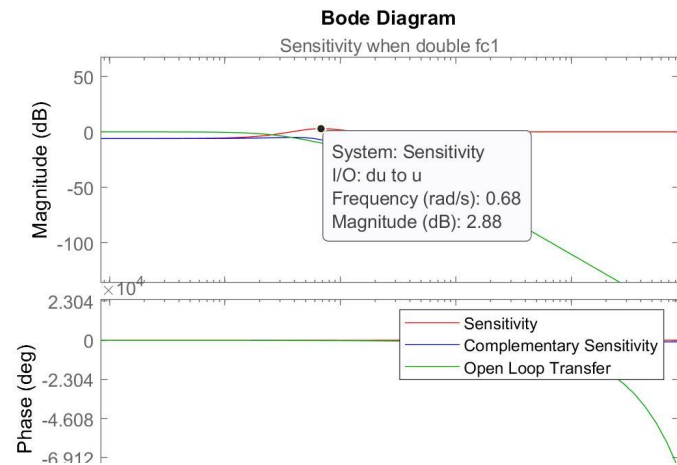 Bode Diagram
Sensitivity when double fc1
Magnitude (dB)
50
0
-50
-100
System: Sensitivity
I/O: du to u
Frequency (rad/s): 0.68
Magnitude (dB): 2.88
×10⁴
Phase (deg)
2.304
0
-2.304
-4.608
-6.912
Sensitivity
Complementary Sensitivity
Open Loop Transfer